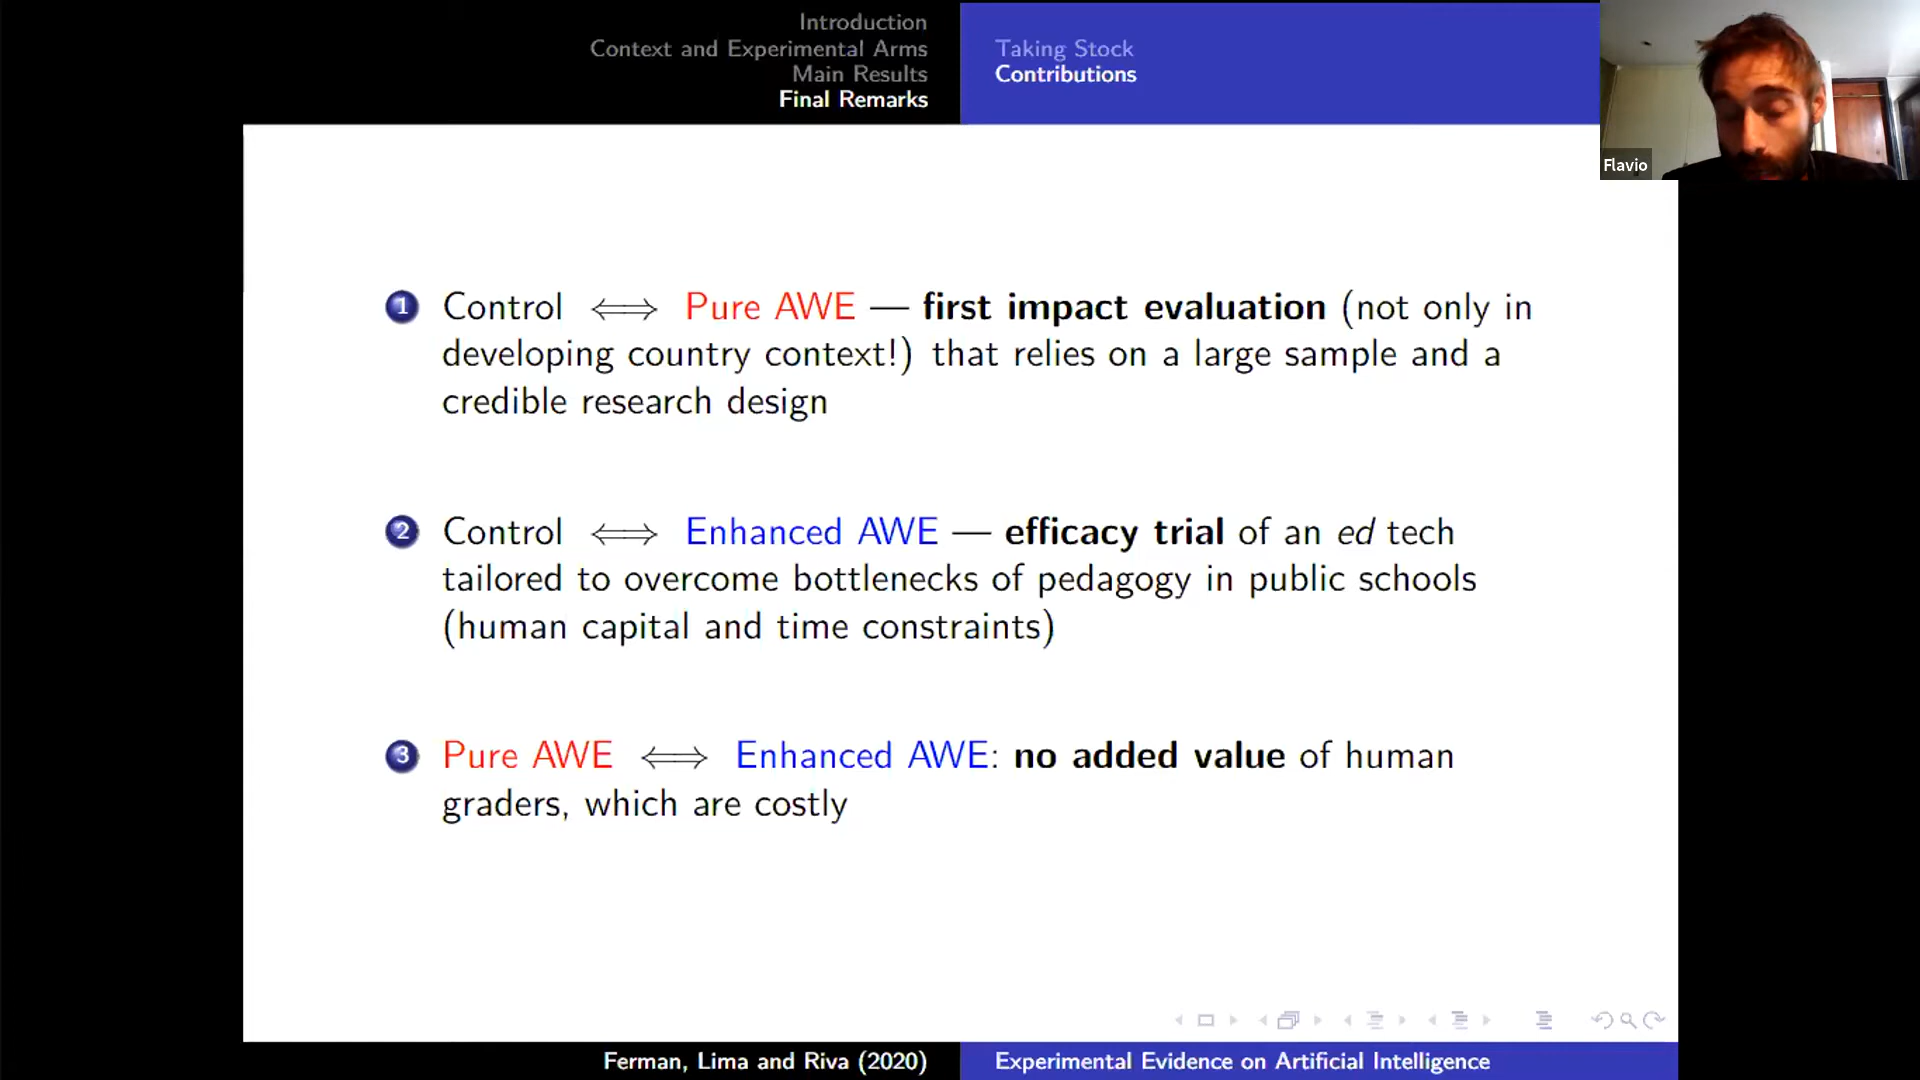 Introduction
Context and Experimental Arms
Main Results
Final Remarks
Taking Stock
Contributions
Flavio
1 Control ⟺ Pure AWE — first impact evaluation (not only in
developing country context!) that relies on a large sample and a
credible research design
2 Control ⟺ Enhanced AWE — efficacy trial of an ed tech
tailored to overcome bottlenecks of pedagogy in public schools
(human capital and time constraints)
3 Pure AWE ⟺ Enhanced AWE: no added value of human
graders, which are costly
Ferman, Lima and Riva (2020)
Experimental Evidence on Artificial Intelligence